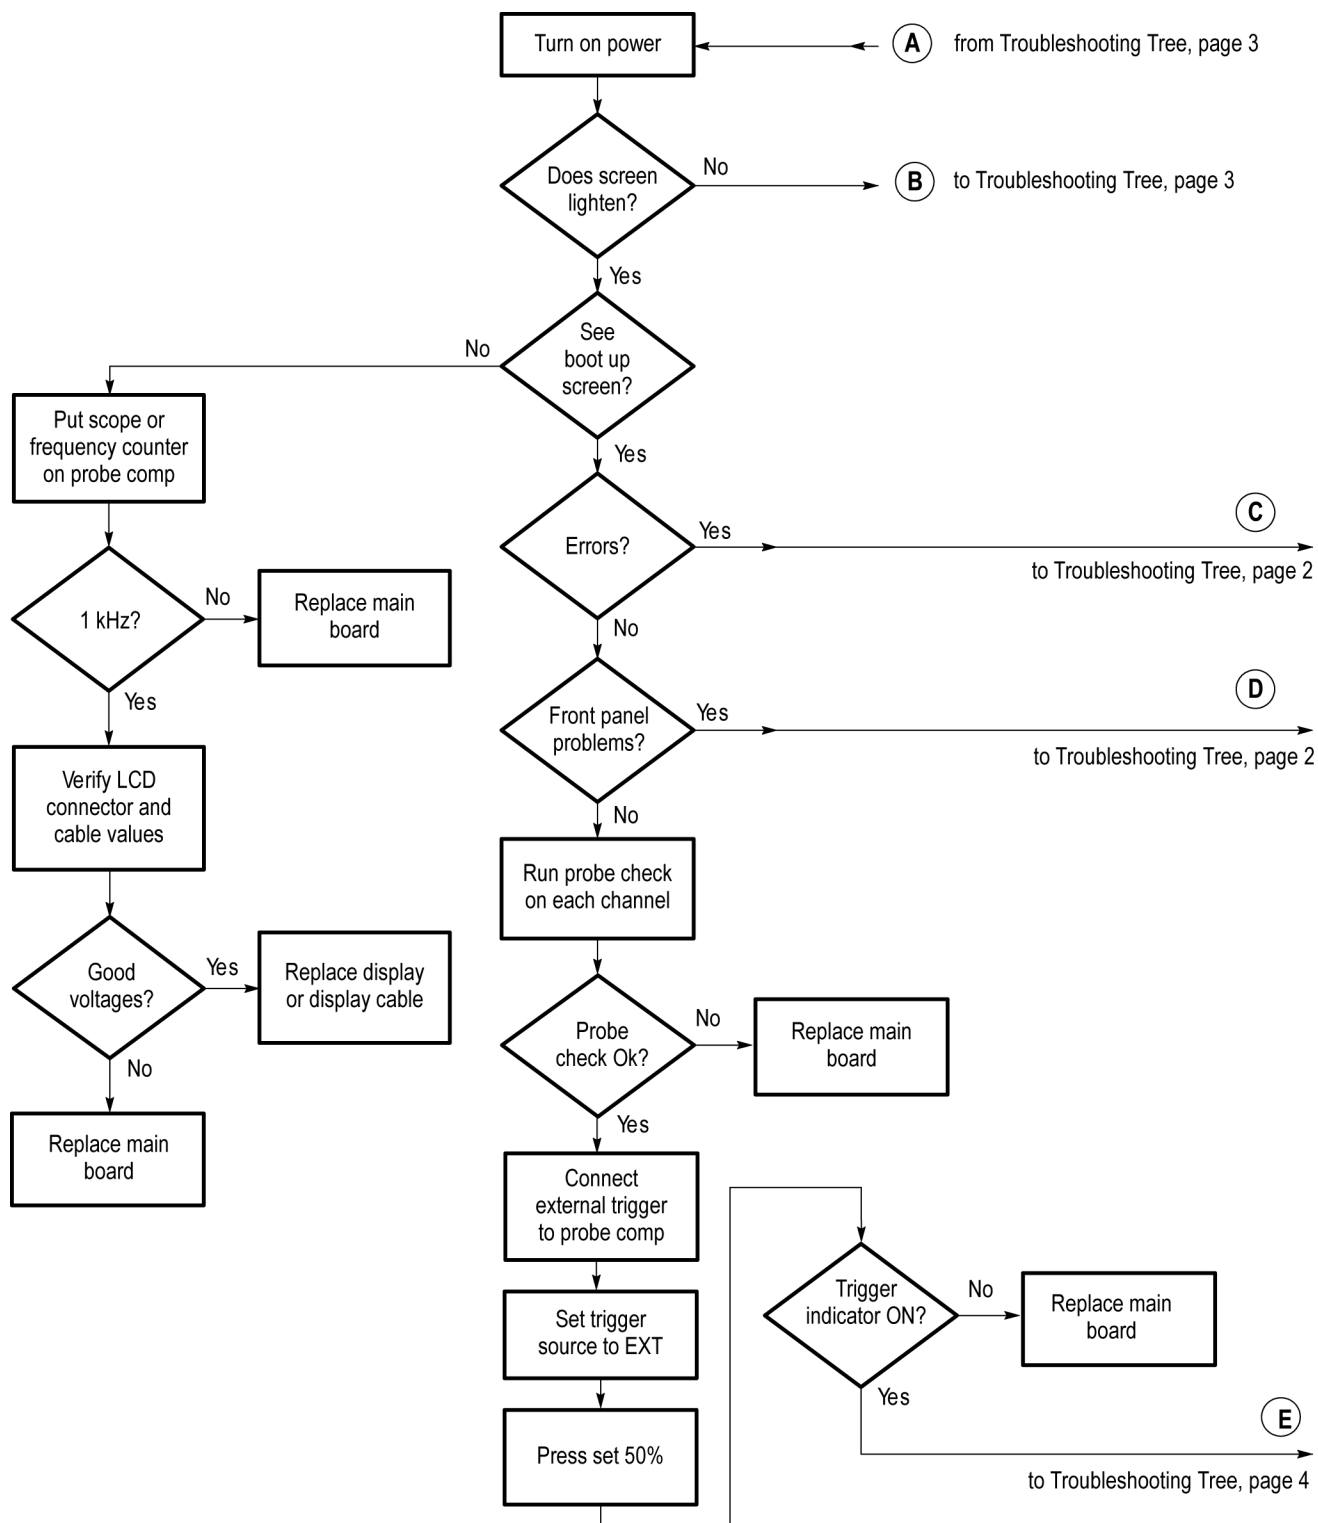 Turn on power
A
from Troubleshooting Tree, page 3
Does screen
lighten?
No
B
to Troubleshooting Tree, page 3
Yes
See
boot up
screen?
No
Yes
Put scope or
frequency counter
on probe comp
Errors?
Yes
C
to Troubleshooting Tree, page 2
No
1 kHz?
No
Replace main
board
Yes
Front panel
problems?
Yes
D
to Troubleshooting Tree, page 2
No
Verify LCD
connector and
cable values
Run probe check
on each channel
Good
voltages?
Yes
Replace display
or display cable
No
Replace main
board
Probe
check Ok?
No
Replace main
board
Yes
Connect
external trigger
to probe comp
Set trigger
source to EXT
Press set 50%
Trigger
indicator ON?
No
Replace main
board
Yes
E
to Troubleshooting Tree, page 4